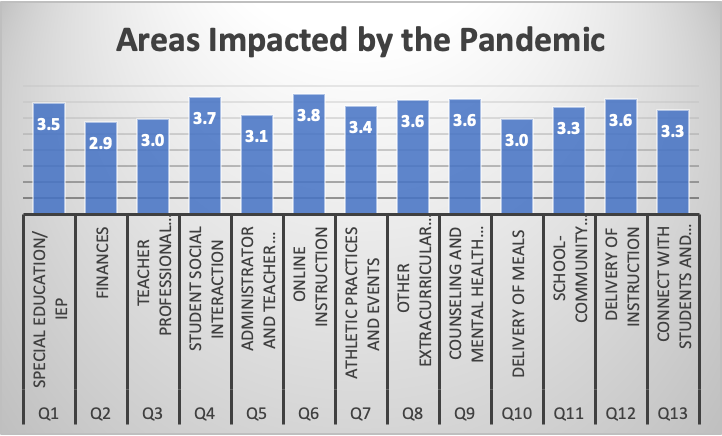 Areas Impacted by the Pandemic
3.5
2.9
3.0
3.7
3.1
3.8
3.4
3.6
3.6
3.0
3.3
3.6
3.3
SPECIAL EDUCATION/
IEP
FINANCES
TEACHER
PROFESSIONAL...
STUDENT SOCIAL
INTERACTION
ADMINISTRATOR
AND TEACHER...
ONLINE
INSTRUCTION
ATHLETIC PRACTICES
AND EVENTS
OTHER
EXTRACURRICULAR...
COUNSELING AND
MENTAL HEALTH...
DELIVERY OF MEALS
SCHOOL-
COMMUNITY...
DELIVERY OF
INSTRUCTION
CONNECT WITH
STUDENTS AND...
Q1
Q2
Q3
Q4
Q5
Q6
Q7
Q8
Q9
Q10
Q11
Q12
Q13